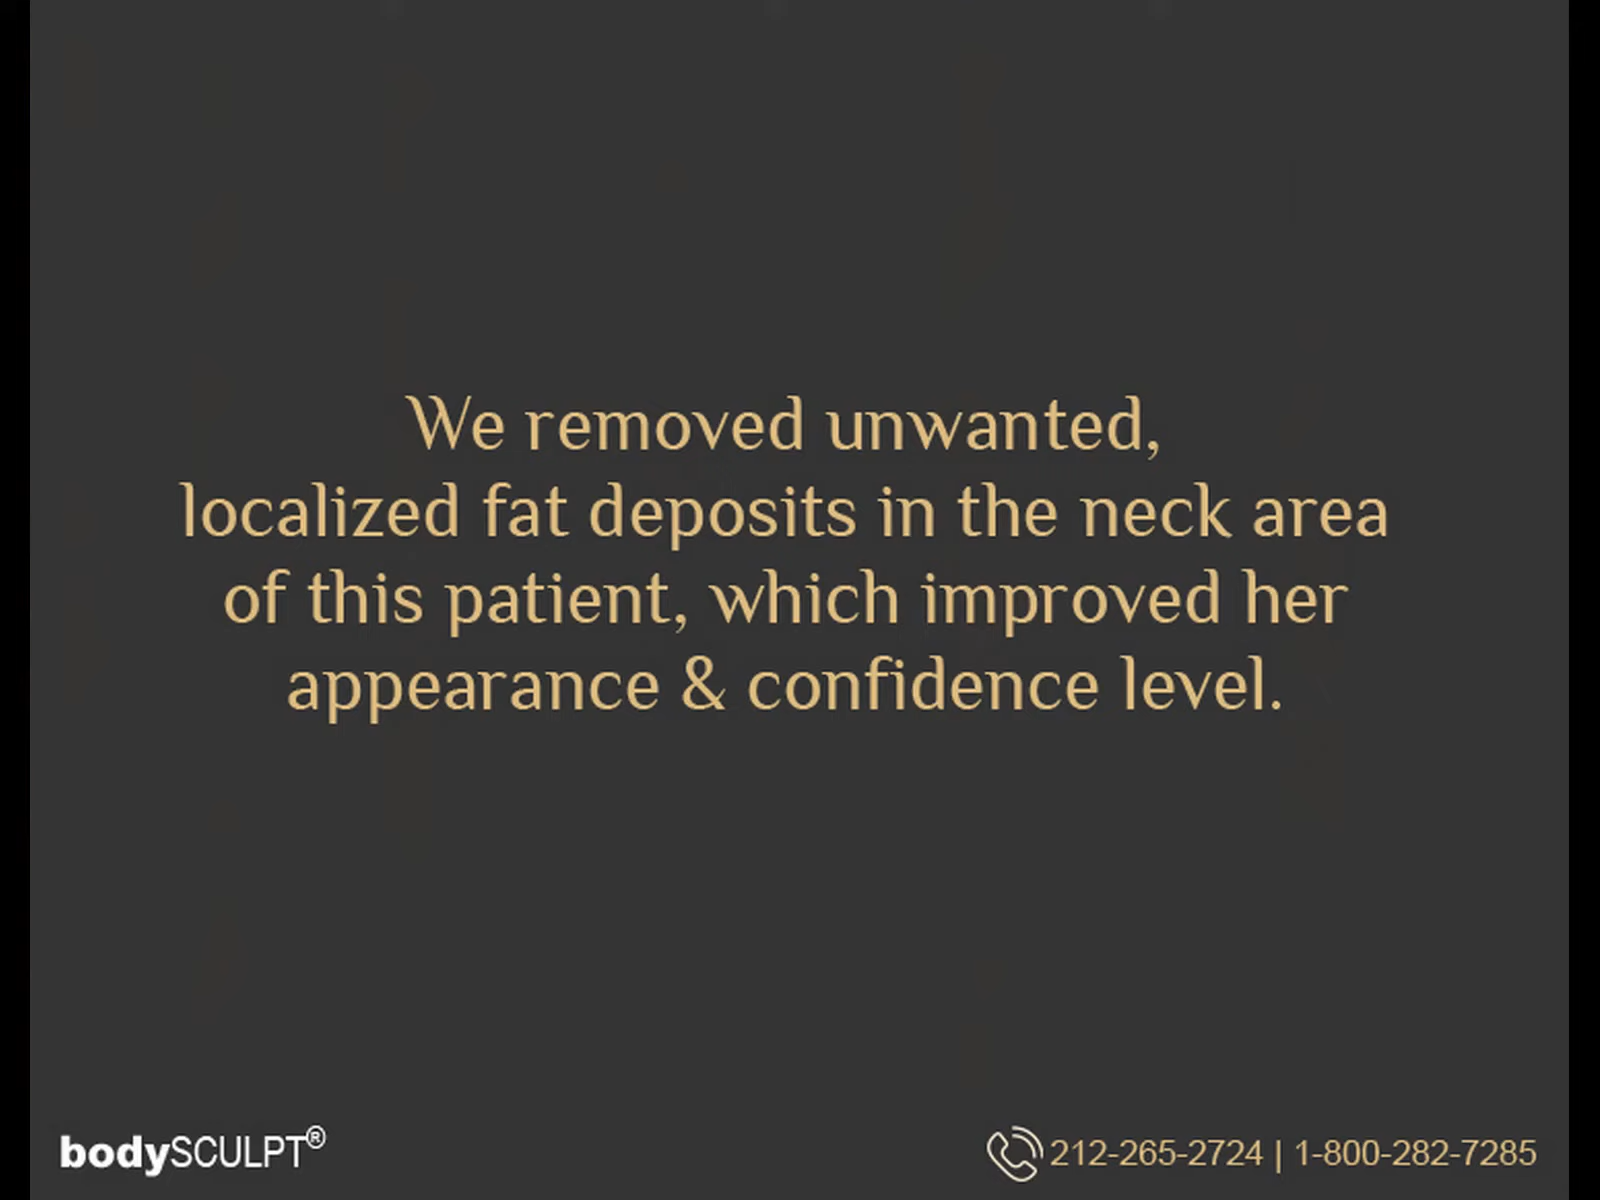 We removed unwanted,
localized fat deposits in the neck area
of this patient, which improved her
appearance & confidence level.
bodySCULPT®
212-265-2724 | 1-800-282-7285